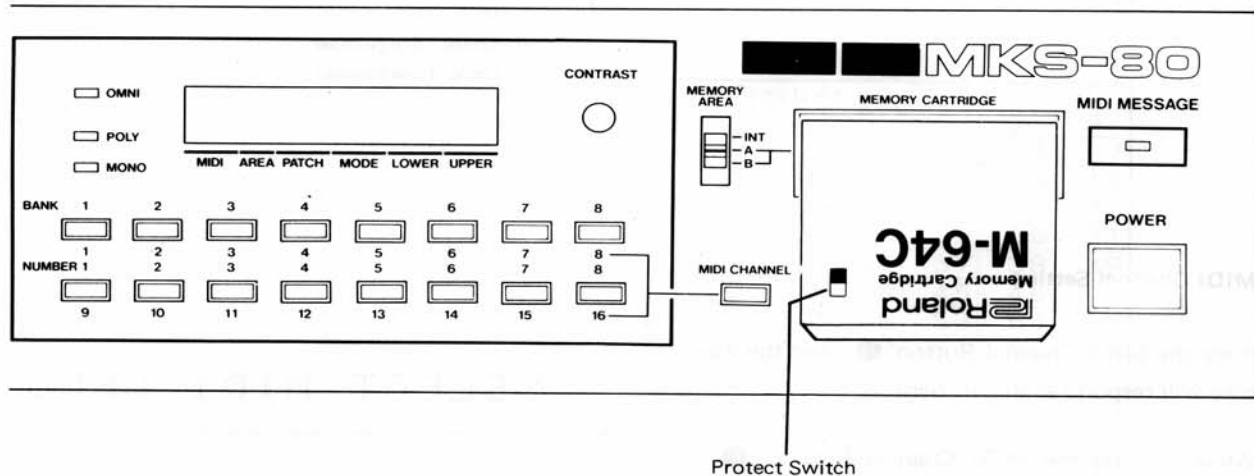 MKS-80
CONTRAST
OMNI
POLY
MONO
MIDI AREA PATCH MODE LOWER UPPER
BANK 1 2 3 4 5 6 7 8
1 2 3 4 5 6 7 8
NUMBER 1 2 3 4 5 6 7 8
9 10 11 12 13 14 15 16
MIDI CHANNEL
MEMORY
AREA
INT
A
B
MEMORY CARTRIDGE
Roland
Memory Cartridge
M-64C
MIDI MESSAGE
POWER
Protect Switch